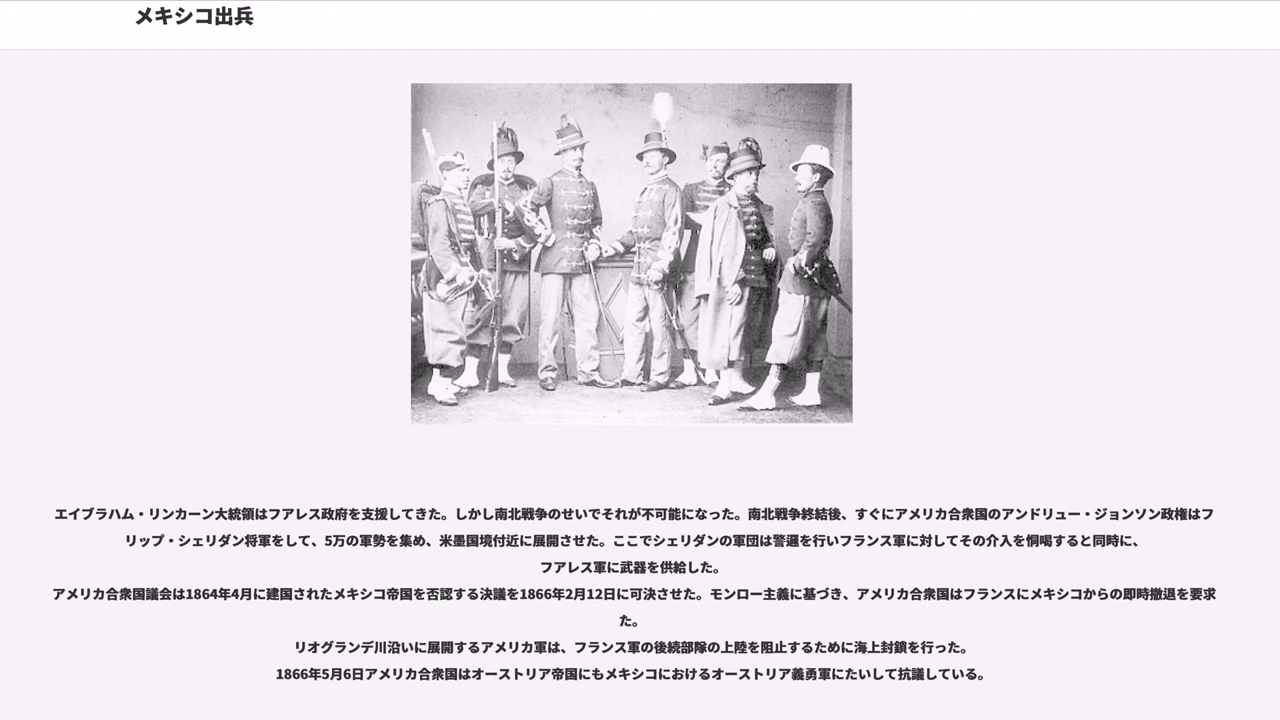 メキシコ出兵
エイブラハム・リンカーン大統領はフアレス政府を支援してきた。しかし南北戦争のせいでそれが不可能になった。南北戦争終結後、すぐにアメリカ合衆国のアンドリュー・ジョンソン政権はフ
リップ・シェリダン将軍をして、5万の軍勢を集め、米墨国境付近に展開させた。ここでシェリダンの軍団は警邏を行いフランス軍に対してその介入を恫喝すると同時に、
フアレス軍に武器を供給した。
アメリカ合衆国議会は1864年4月に建国されたメキシコ帝国を否認する決議を1866年2月12日に可決させた。モンロー主義に基づき、アメリカ合衆国はフランスにメキシコからの即時撤退を要求
た。
リオグランデ川沿いに展開するアメリカ軍は、フランス軍の後続部隊の上陸を阻止するために海上封鎖を行った。
1866年5月6日アメリカ合衆国はオーストリア帝国にもメキシコにおけるオーストリア義勇軍にたいして抗議している。